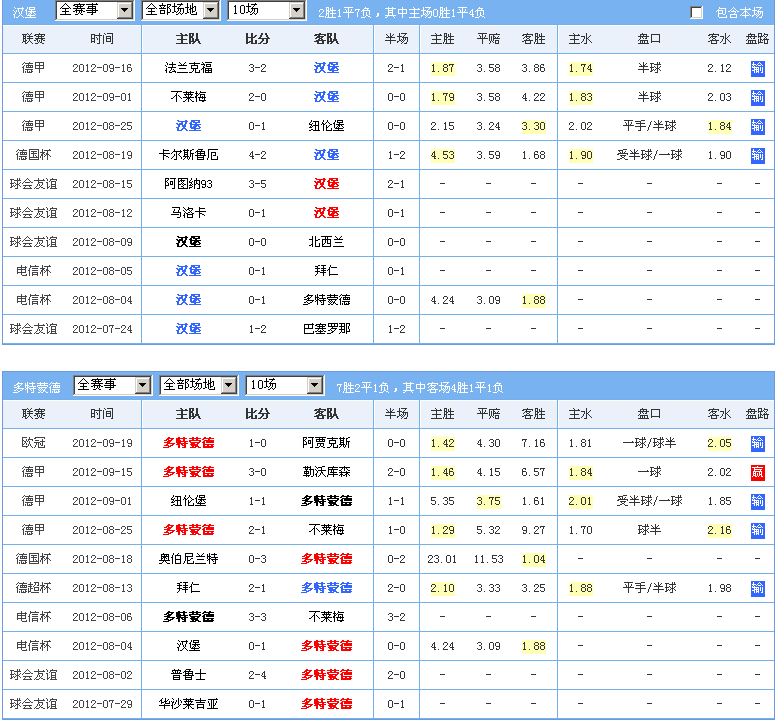 汉堡 全赛事 全部场地 10场 2胜1平7负，其中主场0胜1平4负 包含本场
联赛 时间 主队 比分 客队 半场 主胜 平赔 客胜 主水 盘口 客水 盘路
德甲 2012-09-16 法兰克福 3-2 汉堡 2-1 1.87 3.58 3.86 1.74 半球 2.12 输
德甲 2012-09-01 不莱梅 2-0 汉堡 0-0 1.79 3.58 4.22 1.83 半球 2.03 输
德甲 2012-08-25 汉堡 0-1 纽伦堡 0-0 2.15 3.24 3.30 2.02 平手/半球 1.84 输
德国杯 2012-08-19 卡尔斯鲁厄 4-2 汉堡 1-2 4.53 3.59 1.68 1.90 受半球/一球 1.90 输
球会友谊 2012-08-15 阿图纳93 3-5 汉堡 2-1 - - - - - -
球会友谊 2012-08-12 马洛卡 0-1 汉堡 0-1 - - - - - -
球会友谊 2012-08-09 汉堡 0-0 北西兰 0-0 - - - - - -
电信杯 2012-08-05 汉堡 0-1 拜仁 0-1 - - - - - -
电信杯 2012-08-04 汉堡 0-1 多特蒙德 0-0 4.24 3.09 1.88 - - -
球会友谊 2012-07-24 汉堡 1-2 巴塞罗那 1-2 - - - - - -
多特蒙德 全赛事 全部场地 10场 7胜2平1负，其中客场4胜1平1负
联赛 时间 主队 比分 客队 半场 主胜 平赔 客胜 主水 盘口 客水 盘路
欧冠 2012-09-19 多特蒙德 1-0 阿贾克斯 0-0 1.42 4.30 7.16 1.81 一球/球半 2.05 输
德甲 2012-09-15 多特蒙德 3-0 勒沃库森 2-0 1.46 4.15 6.57 1.84 一球 2.02 赢
德甲 2012-09-01 纽伦堡 1-1 多特蒙德 1-1 5.35 3.75 1.61 2.01 受半球/一球 1.85 输
德甲 2012-08-25 多特蒙德 2-1 不莱梅 1-0 1.29 5.32 9.27 1.70 球半 2.16 输
德国杯 2012-08-18 奥伯尼兰特 0-3 多特蒙德 0-2 23.01 11.53 1.04 - - -
德超杯 2012-08-13 拜仁 2-1 多特蒙德 2-0 2.10 3.33 3.25 1.88 平手/半球 1.98 输
电信杯 2012-08-06 多特蒙德 3-3 不莱梅 3-2 - - - - - -
电信杯 2012-08-04 汉堡 0-1 多特蒙德 0-0 4.24 3.09 1.88 - - -
球会友谊 2012-08-02 普鲁士 2-4 多特蒙德 2-0 - - - - - -
球会友谊 2012-07-29 华沙莱吉亚 0-1 多特蒙德 0-1 - - - - - -